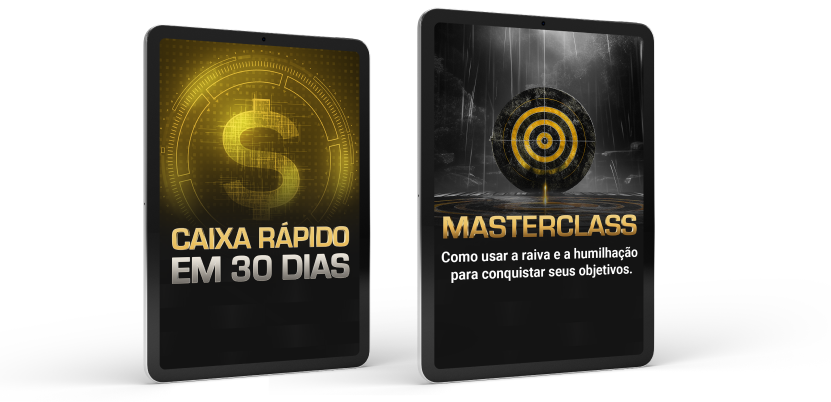 CAIXA RÁPIDO
EM 30 DIAS
MASTERCLASS
Como usar a raiva e a humilhação
para conquistar seus objetivos.